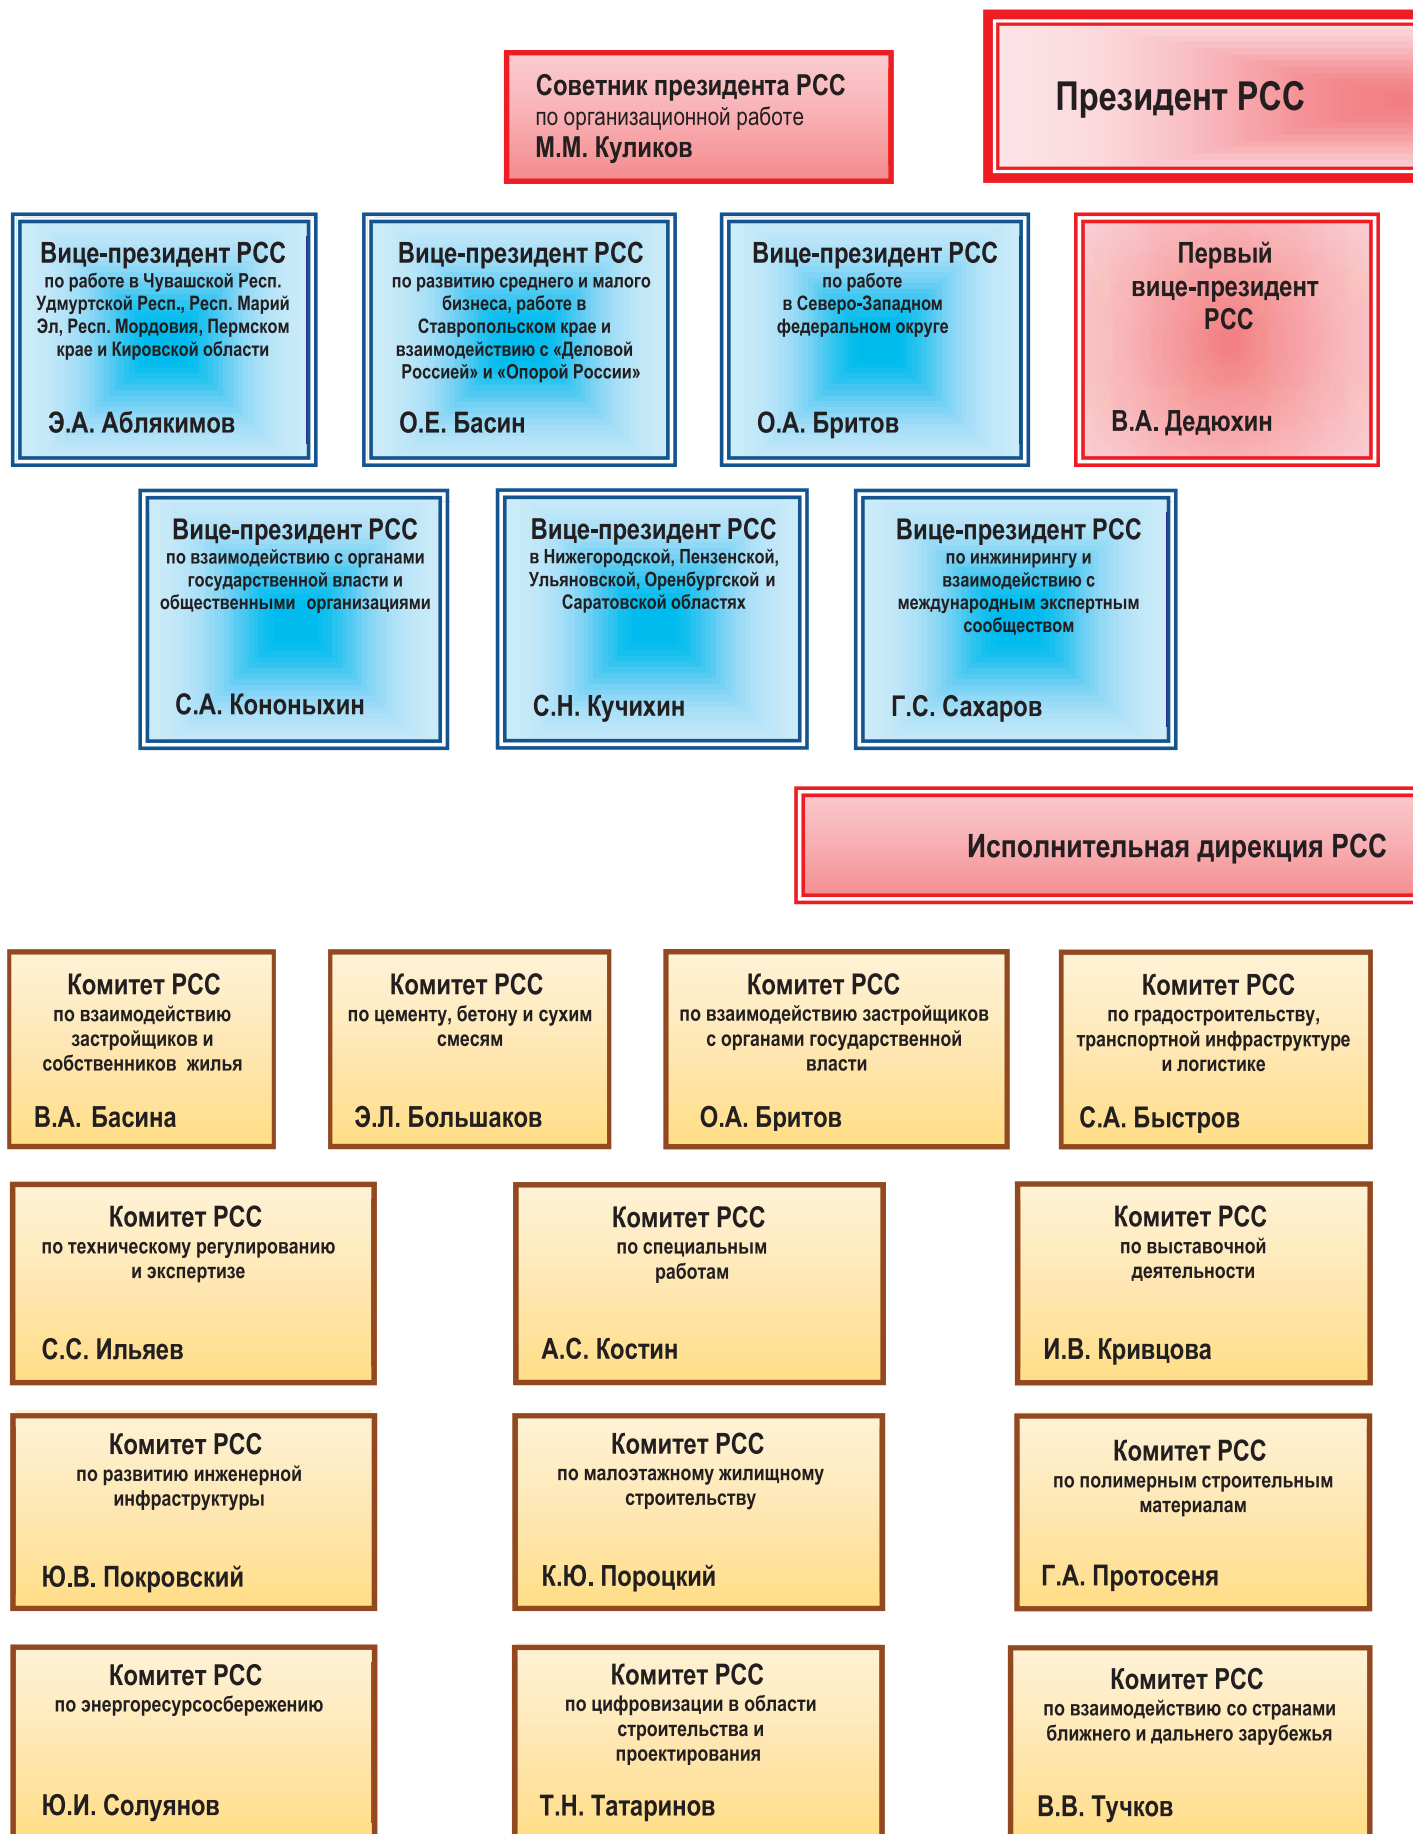 Советник президента РСС
по организационной работе
М.М. Куликов
Президент РСС
Вице-президент РСС
по работе в Чувашской Респ.
Удмуртской Респ., Респ. Марий
Эл, Респ. Мордовия, Пермском
крае и Кировской области
Э.А. Аблякимов
Вице-президент РСС
по развитию среднего и малого
бизнеса, работе в
Ставропольском крае и
взаимодействию с «Деловой
Россией» и «Опорой России»
О.Е. Басин
Вице-президент РСС
по работе
в Северо-Западном
федеральном округе
О.А. Бритов
Первый
вице-президент
РСС
В.А. Дедюхин
Вице-президент РСС
по взаимодействию с органами
государственной власти и
общественными организациями
С.А. Кононыхин
Вице-президент РСС
в Нижегородской, Пензенской,
Ульяновской, Оренбургской и
Саратовской областях
С.Н. Кучихин
Вице-президент РСС
по инжинирингу и
взаимодействию с
международным экспертным
сообществом
Г.С. Сахаров
Исполнительная дирекция РСС
Комитет РСС
по взаимодействию
застройщиков и
собственников жилья
В.А. Басина
Комитет РСС
по цементу, бетону и сухим
смесям
Э.Л. Большаков
Комитет РСС
по взаимодействию застройщиков
с органами государственной
власти
О.А. Бритов
Комитет РСС
по градостроительству,
транспортной инфраструктуре
и логистике
С.А. Быстров
Комитет РСС
по техническому регулированию
и экспертизе
С.С. Ильяев
Комитет РСС
по специальным
работам
А.С. Костин
Комитет РСС
по выставочной
деятельности
И.В. Кривцова
Комитет РСС
по развитию инженерной
инфраструктуры
Ю.В. Покровский
Комитет РСС
по малоэтажному жилищному
строительству
К.Ю. Пороцкий
Комитет РСС
по полимерным строительным
материалам
Г.А. Протосеня
Комитет РСС
по энергоресурсосбережению
Ю.И. Солуянов
Комитет РСС
по цифровизации в области
строительства и
проектирования
Т.Н. Татаринов
Комитет РСС
по взаимодействию со странами
ближнего и дальнего зарубежья
В.В. Тучков